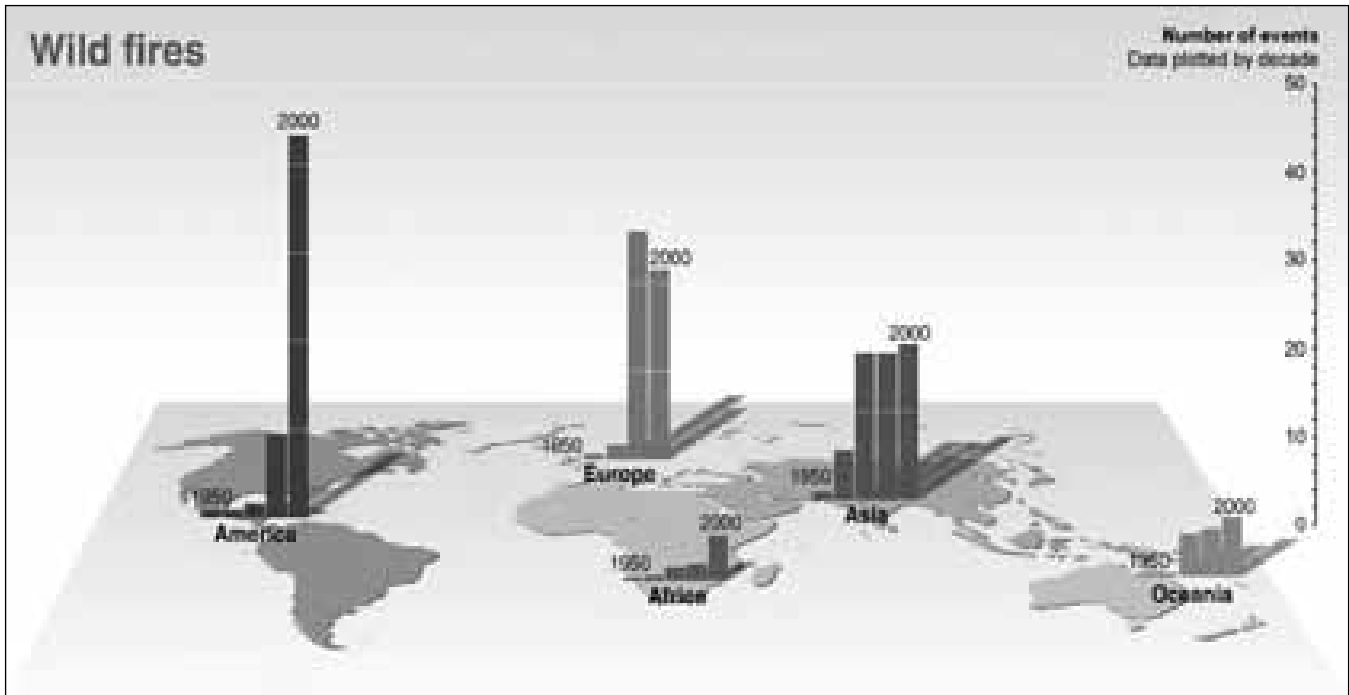 Wild fires
Number of events
Data plotted by decade
50
40
30
20
10
0
2000
1950
America
2000
1950
Europe
2000
1950
Asia
2000
1950
Africa
2000
1950
Oceania